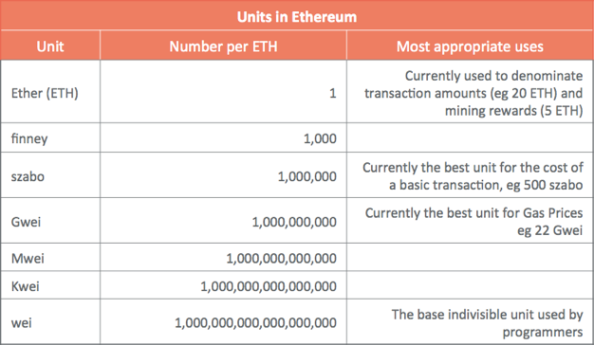 Units in Ethereum
Unit Number per ETH Most appropriate uses
Ether (ETH) 1 Currently used to denominate
transaction amounts (eg 20 ETH) and
mining rewards (5 ETH)
finney 1,000
szabo 1,000,000 Currently the best unit for the cost of
a basic transaction, eg 500 szabo
Gwei 1,000,000,000 Currently the best unit for Gas Prices
eg 22 Gwei
Mwei 1,000,000,000,000
Kwei 1,000,000,000,000,000
wei 1,000,000,000,000,000,000 The base indivisible unit used by
programmers